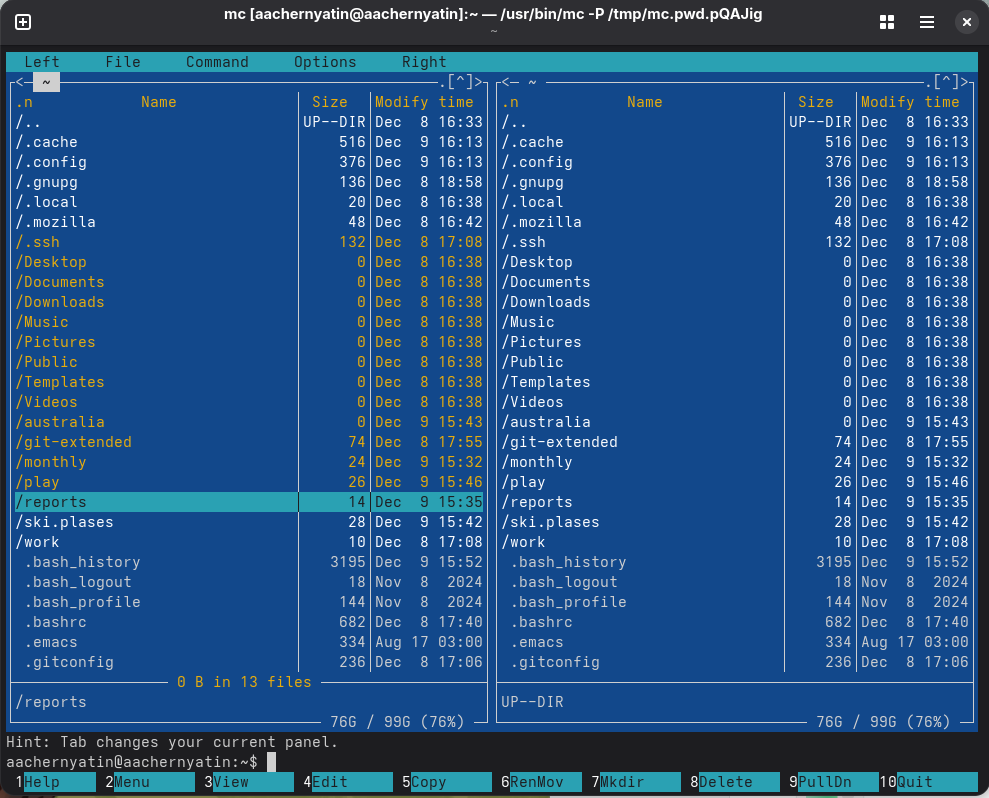 mc [aachernyatin@aachernyatin]:~ — /usr/bin/mc -P /tmp/mc.pwd.pQAJig
~
Left File Command Options Right
<─ ~ .[^]> <─ ~ .[^]>
.n Name Size Modify time .n Name Size Modify time
/.. UP--DIR Dec 8 16:33 /.. UP--DIR Dec 8 16:33
/.cache 516 Dec 9 16:13 /.cache 516 Dec 9 16:13
/.config 376 Dec 9 16:13 /.config 376 Dec 9 16:13
/.gnupg 136 Dec 8 18:58 /.gnupg 136 Dec 8 18:58
/.local 20 Dec 8 16:38 /.local 20 Dec 8 16:38
/.mozilla 48 Dec 8 16:42 /.mozilla 48 Dec 8 16:42
/.ssh 132 Dec 8 17:08 /.ssh 132 Dec 8 17:08
/Desktop 0 Dec 8 16:38 /Desktop 0 Dec 8 16:38
/Documents 0 Dec 8 16:38 /Documents 0 Dec 8 16:38
/Downloads 0 Dec 8 16:38 /Downloads 0 Dec 8 16:38
/Music 0 Dec 8 16:38 /Music 0 Dec 8 16:38
/Pictures 0 Dec 8 16:38 /Pictures 0 Dec 8 16:38
/Public 0 Dec 8 16:38 /Public 0 Dec 8 16:38
/Templates 0 Dec 8 16:38 /Templates 0 Dec 8 16:38
/Videos 0 Dec 8 16:38 /Videos 0 Dec 8 16:38
/australia 0 Dec 9 15:43 /australia 0 Dec 9 15:43
/git-extended 74 Dec 8 17:55 /git-extended 74 Dec 8 17:55
/monthly 24 Dec 9 15:32 /monthly 24 Dec 9 15:32
/play 26 Dec 9 15:46 /play 26 Dec 9 15:46
/reports 14 Dec 9 15:35 /reports 14 Dec 9 15:35
/ski.plases 28 Dec 9 15:42 /ski.plases 28 Dec 9 15:42
/work 10 Dec 8 17:08 /work 10 Dec 8 17:08
.bash_history 3195 Dec 9 15:52 .bash_history 3195 Dec 9 15:52
.bash_logout 18 Nov 8 2024 .bash_logout 18 Nov 8 2024
.bash_profile 144 Nov 8 2024 .bash_profile 144 Nov 8 2024
.bashrc 682 Dec 8 17:40 .bashrc 682 Dec 8 17:40
.emacs 334 Aug 17 03:00 .emacs 334 Aug 17 03:00
.gitconfig 236 Dec 8 17:06 .gitconfig 236 Dec 8 17:06
0 B in 13 files
/reports UP--DIR
76G / 99G (76%) 76G / 99G (76%)
Hint: Tab changes your current panel.
aachernyatin@aachernyatin:~$
1Help 2Menu 3View 4Edit 5Copy 6RenMov 7Mkdir 8Delete 9PullDn 10Quit